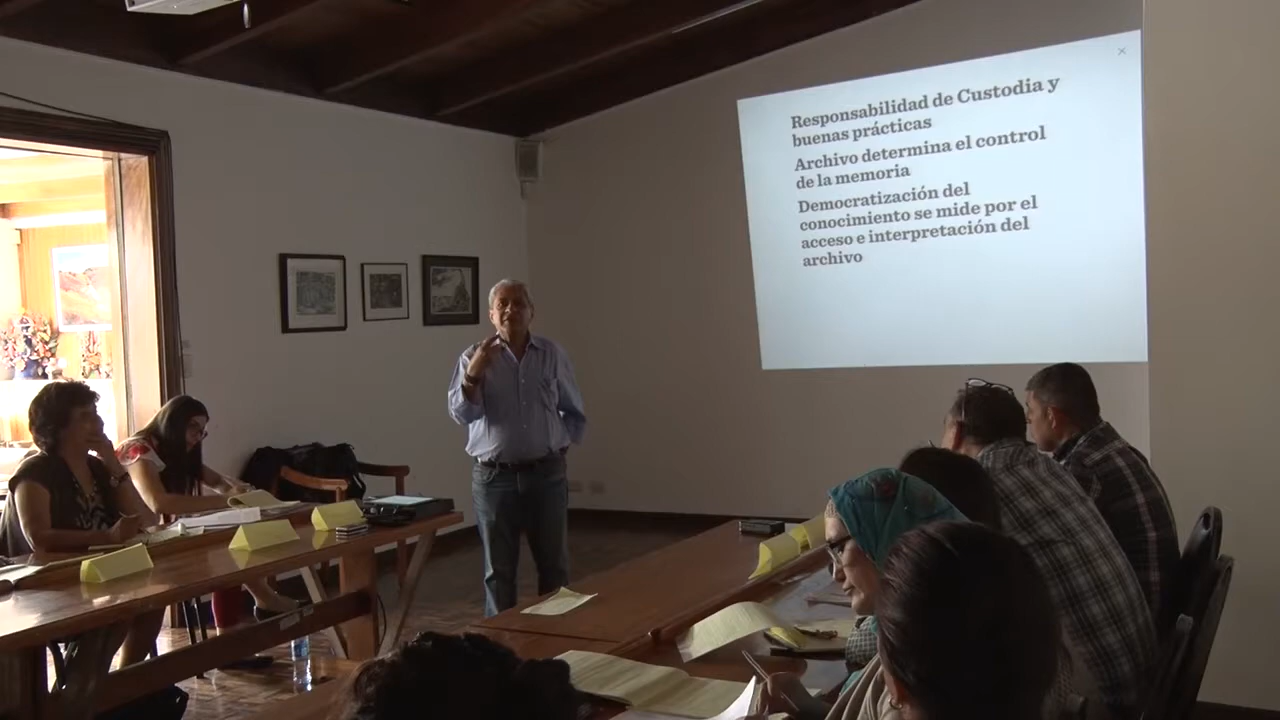 Responsabilidad de Custodia y
buenas prácticas
Archivo determina el control
de la memoria
Democratización del
conocimiento se mide por el
acceso e interpretación del
archivo